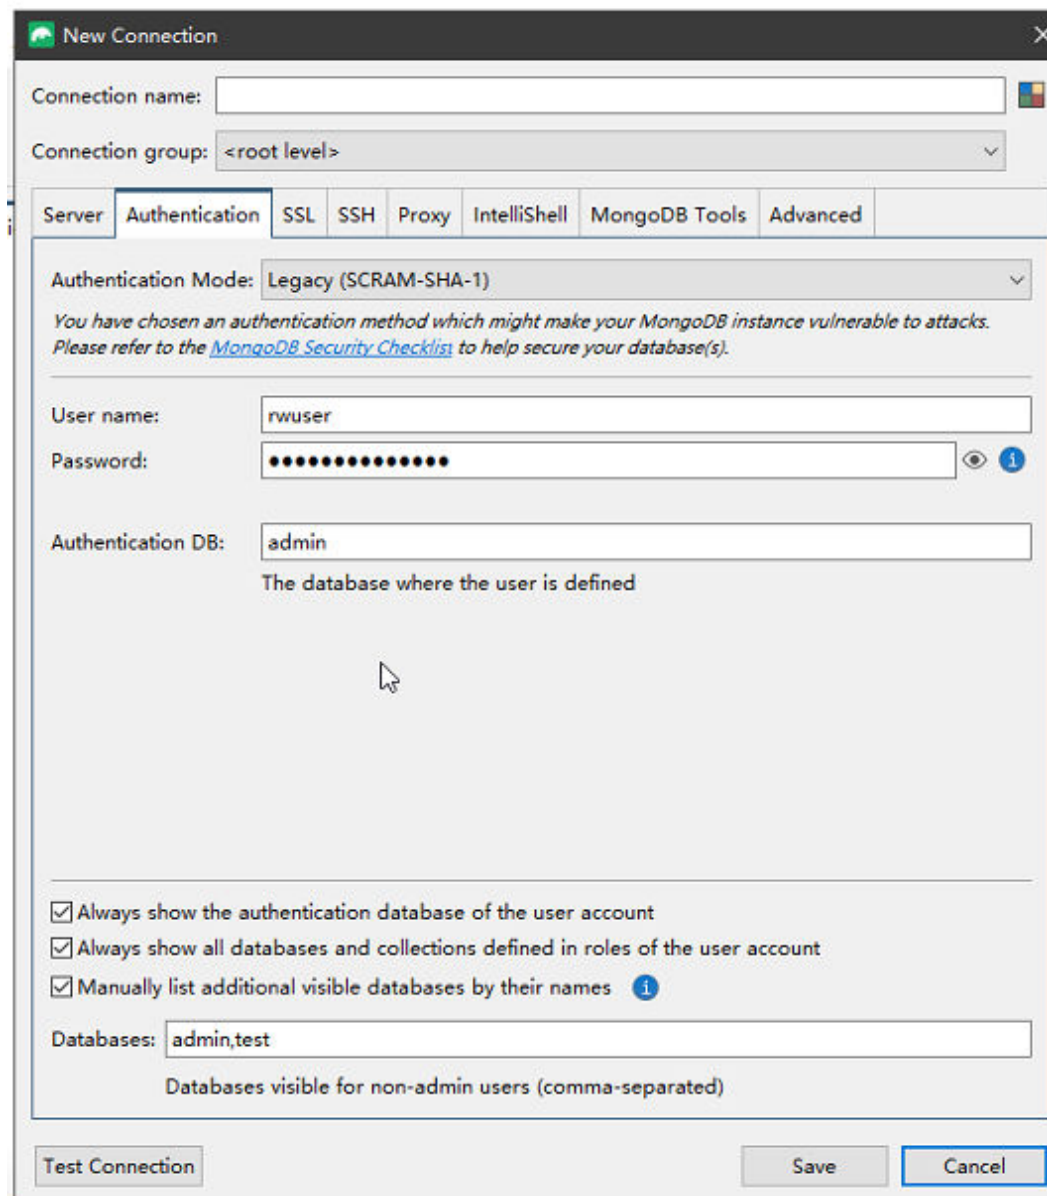 New Connection
Connection name:
Connection group: <root level>
Server Authentication SSL SSH Proxy IntelliShell MongoDB Tools Advanced
Authentication Mode: Legacy (SCRAM-SHA-1)
You have chosen an authentication method which might make your MongoDB instance vulnerable to attacks.
Please refer to the MongoDB Security Checklist to help secure your database(s).
User name: rwuser
Password: ●●●●●●●●●●●●●●
Authentication DB: admin
The database where the user is defined
Always show the authentication database of the user account
Always show all databases and collections defined in roles of the user account
Manually list additional visible databases by their names
Databases: admin,test
Databases visible for non-admin users (comma-separated)
Test Connection Save Cancel